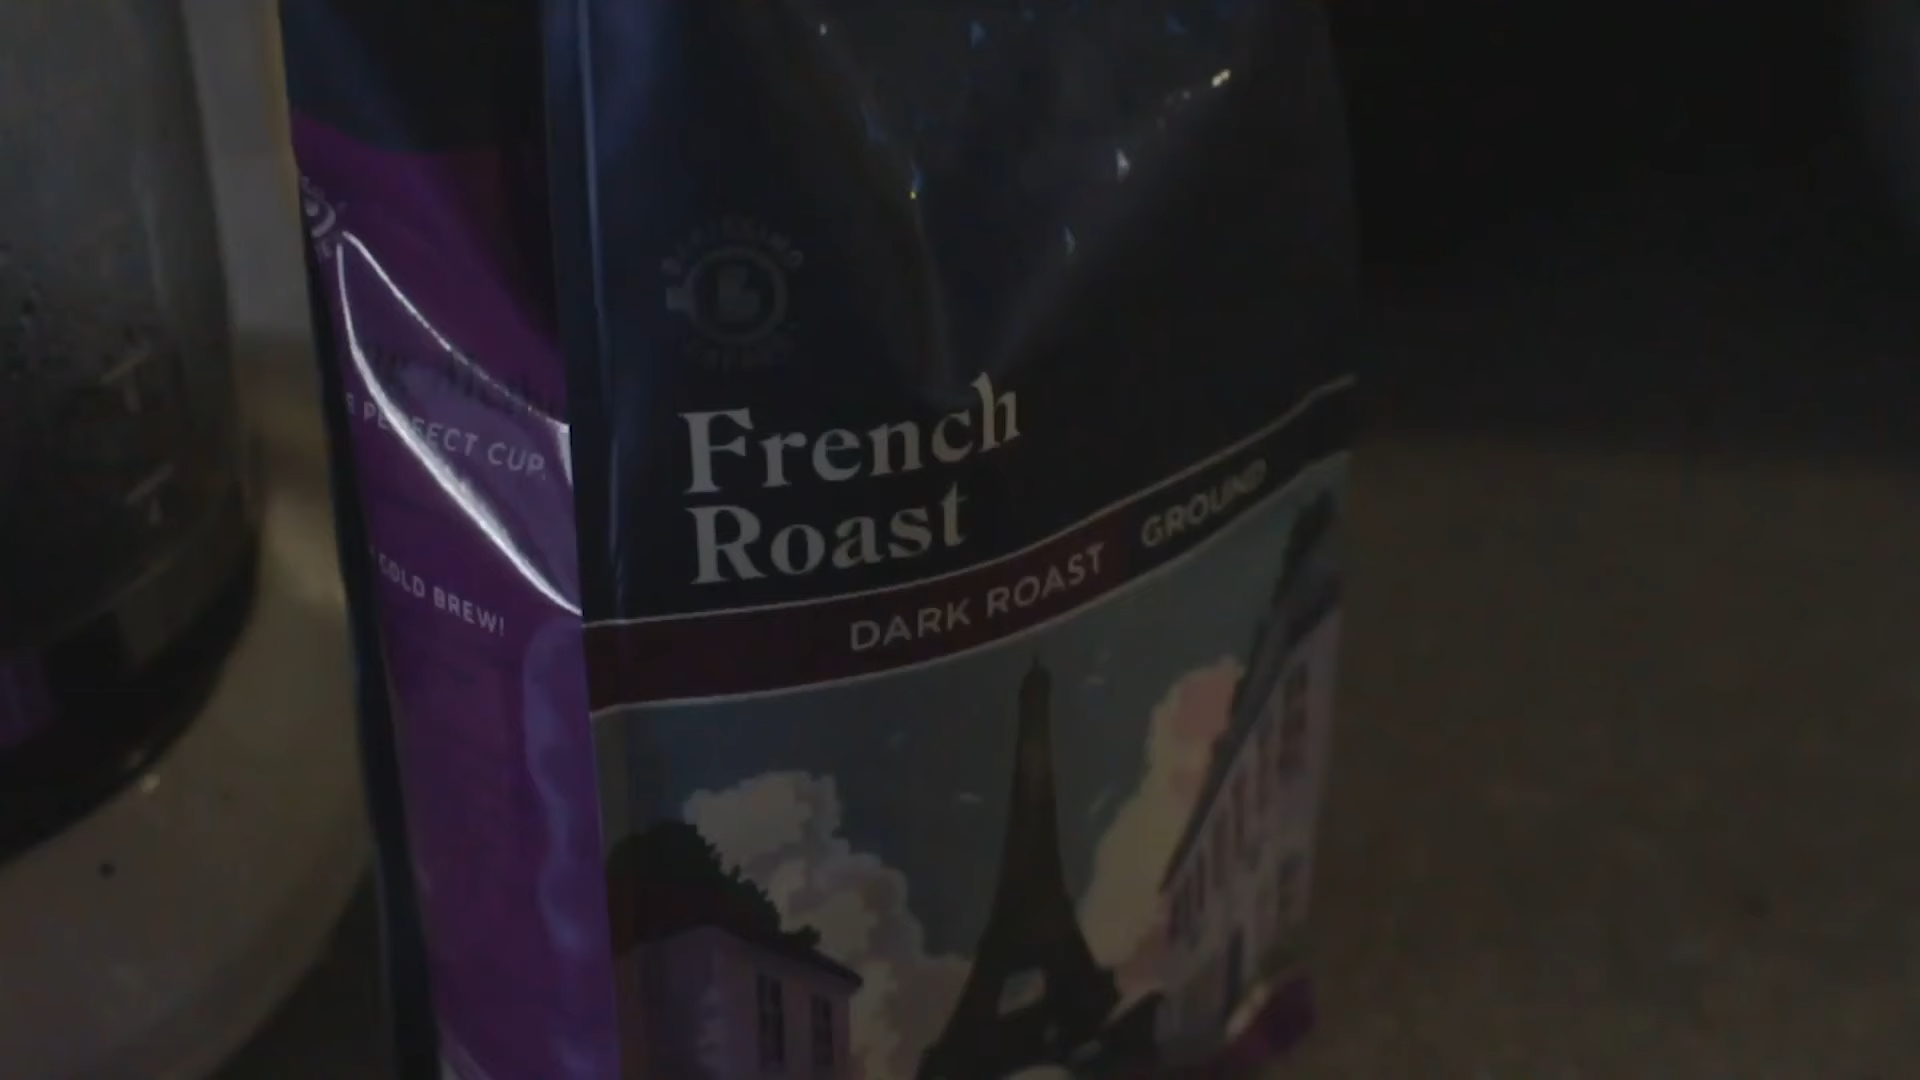 French
Roast
DARK ROAST GROUND
PERFECT CUP.
COLD BREW!